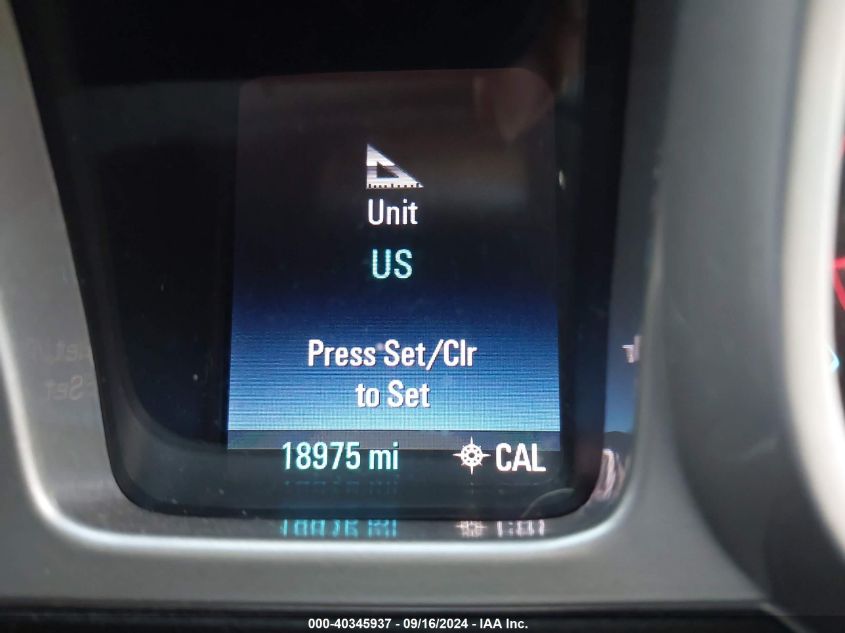 Unit
US
Press Set/Clr
to Set
18975 mi CAL
000-40345937 - 09/16/2024 - IAA Inc.